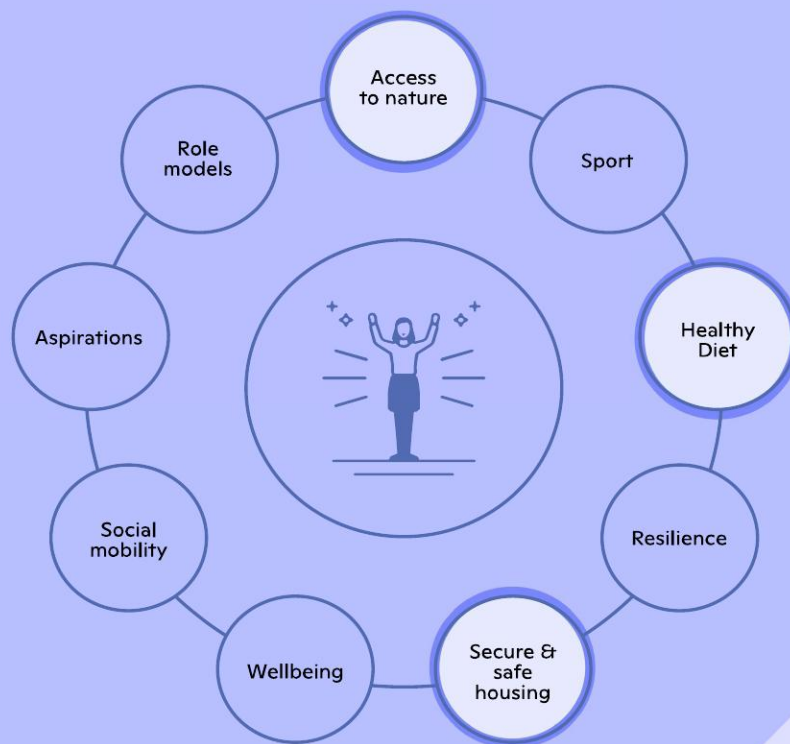 Access
to nature
Sport
Healthy
Diet
Resilience
Secure &
safe
housing
Wellbeing
Social
mobility
Aspirations
Role
models